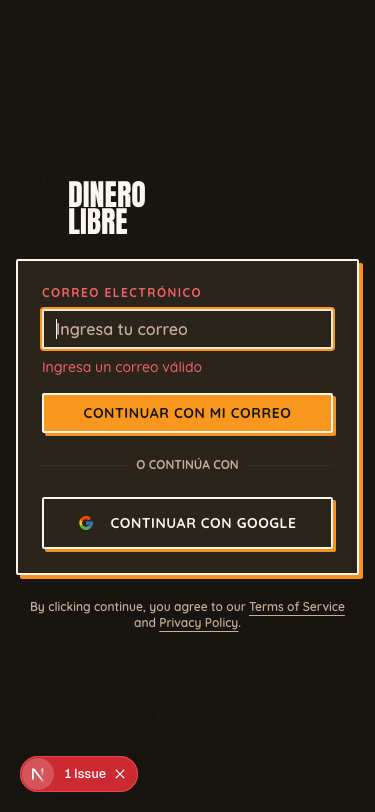 DINERO
LIBRE
CORREO ELECTRÓNICO
Ingresa tu correo
Ingresa un correo válido
CONTINUAR CON MI CORREO
O CONTINÚA CON
CONTINUAR CON GOOGLE
By clicking continue, you agree to our Terms of Service
and Privacy Policy.
N 1 Issue